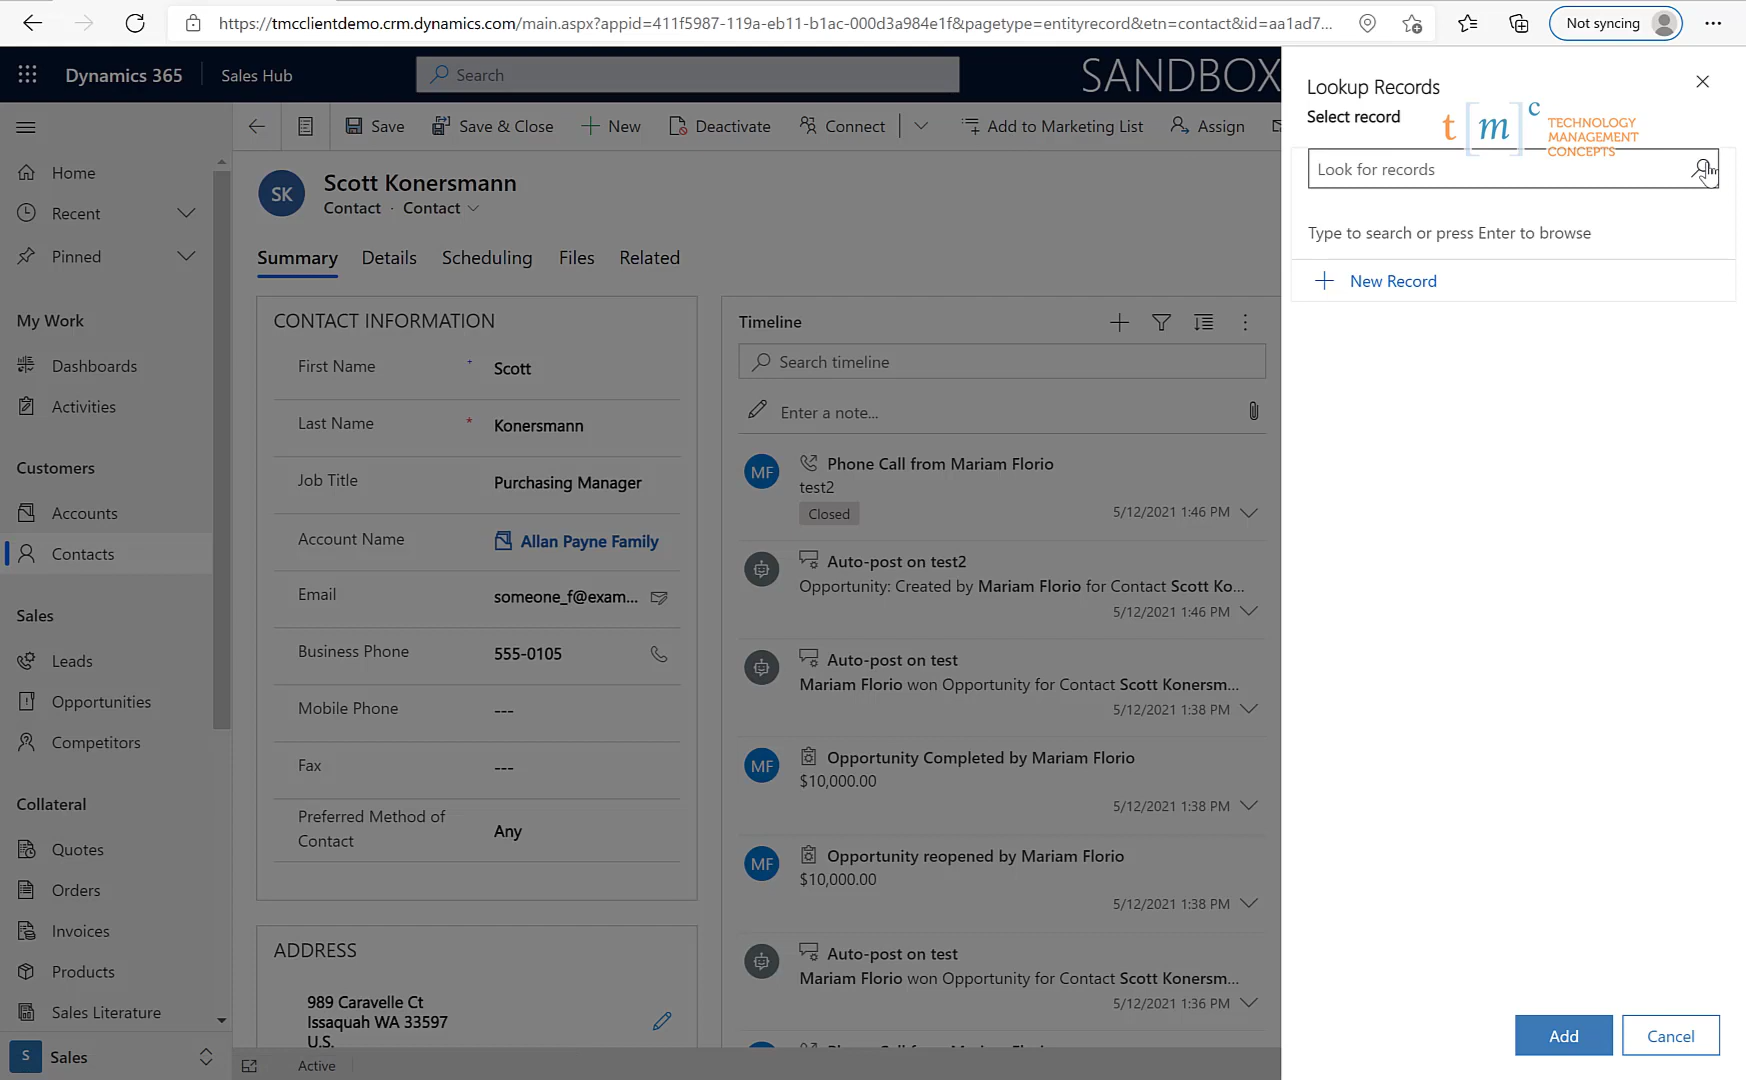 https://tmcclientdemo.crm.dynamics.com/main.aspx?appid=411f5987-119a-eb11-b1ac-000d3a984e1f&pagetype=entityrecord&etn=contact&id=aa1ad7...
Not syncing
Dynamics 365
Sales Hub
Search
SANDBOX
Save
Save & Close
New
Deactivate
Connect
Add to Marketing List
Assign
Home
Recent
Pinned
My Work
Dashboards
Activities
Customers
Accounts
Contacts
Sales
Leads
Opportunities
Competitors
Collateral
Quotes
Orders
Invoices
Products
Sales Literature
S
Sales
SK
Scott Konersmann
Contact · Contact
Summary
Details
Scheduling
Files
Related
CONTACT INFORMATION
First Name + Scott
Last Name * Konersmann
Job Title Purchasing Manager
Account Name Allan Payne Family
Email someone_f@exam...
Business Phone 555-0105
Mobile Phone ---
Fax ---
Preferred Method of
Contact
Any
ADDRESS
989 Caravelle Ct
Issaquah WA 33597
U.S.
Active
Timeline
Search timeline
Enter a note...
MF
Phone Call from Mariam Florio
test2
Closed
5/12/2021 1:46 PM
Auto-post on test2
Opportunity: Created by Mariam Florio for Contact Scott Ko...
5/12/2021 1:46 PM
Auto-post on test
Mariam Florio won Opportunity for Contact Scott Konersm...
5/12/2021 1:38 PM
MF
Opportunity Completed by Mariam Florio
$10,000.00
5/12/2021 1:38 PM
MF
Opportunity reopened by Mariam Florio
$10,000.00
5/12/2021 1:38 PM
Auto-post on test
Mariam Florio won Opportunity for Contact Scott Konersm...
5/12/2021 1:36 PM
Lookup Records
Select record
t[m]c
TECHNOLOGY
MANAGEMENT
CONCEPTS
Look for records
Type to search or press Enter to browse
New Record
Add
Cancel